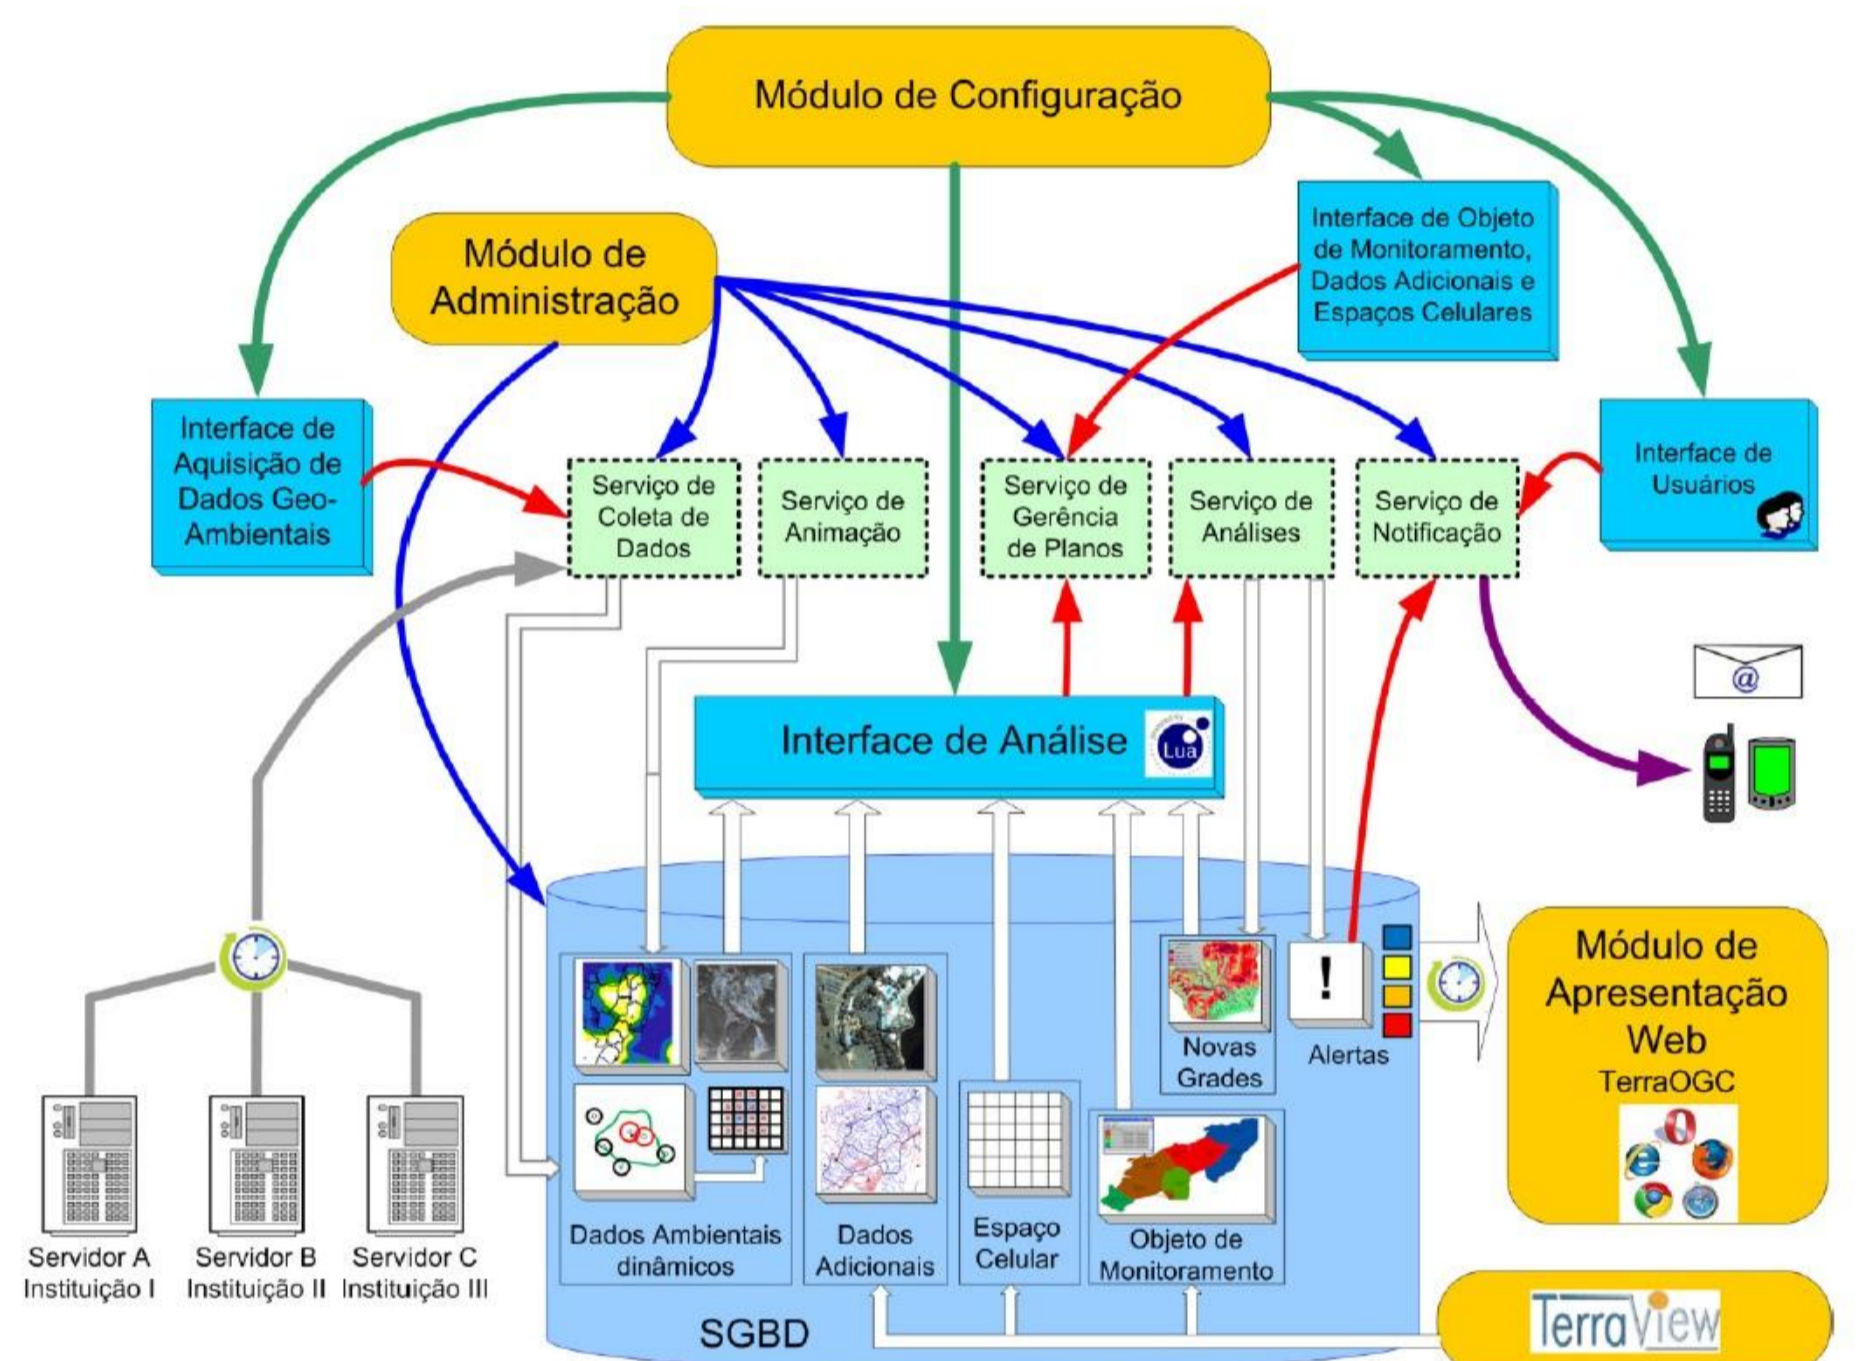 Módulo de Configuração
Módulo de
Administração
Interface de Objeto
de Monitoramento,
Dados Adicionais e
Espaços Celulares
Interface de
Aquisição de
Dados Geo-
Ambientais
Serviço de
Coleta de
Dados
Serviço de
Animação
Serviço de
Gerência
de Planos
Serviço de
Análises
Serviço de
Notificação
Interface de
Usuários
@
Interface de Análise
Lua
!
Novas
Grades
Alertas
Módulo de
Apresentação
Web
TerraOGC
Dados Ambientais
dinâmicos
Dados
Adicionais
Espaço
Celular
Objeto de
Monitoramento
Servidor A
Instituição I
Servidor B
Instituição II
Servidor C
Instituição III
SGBD
TerraView